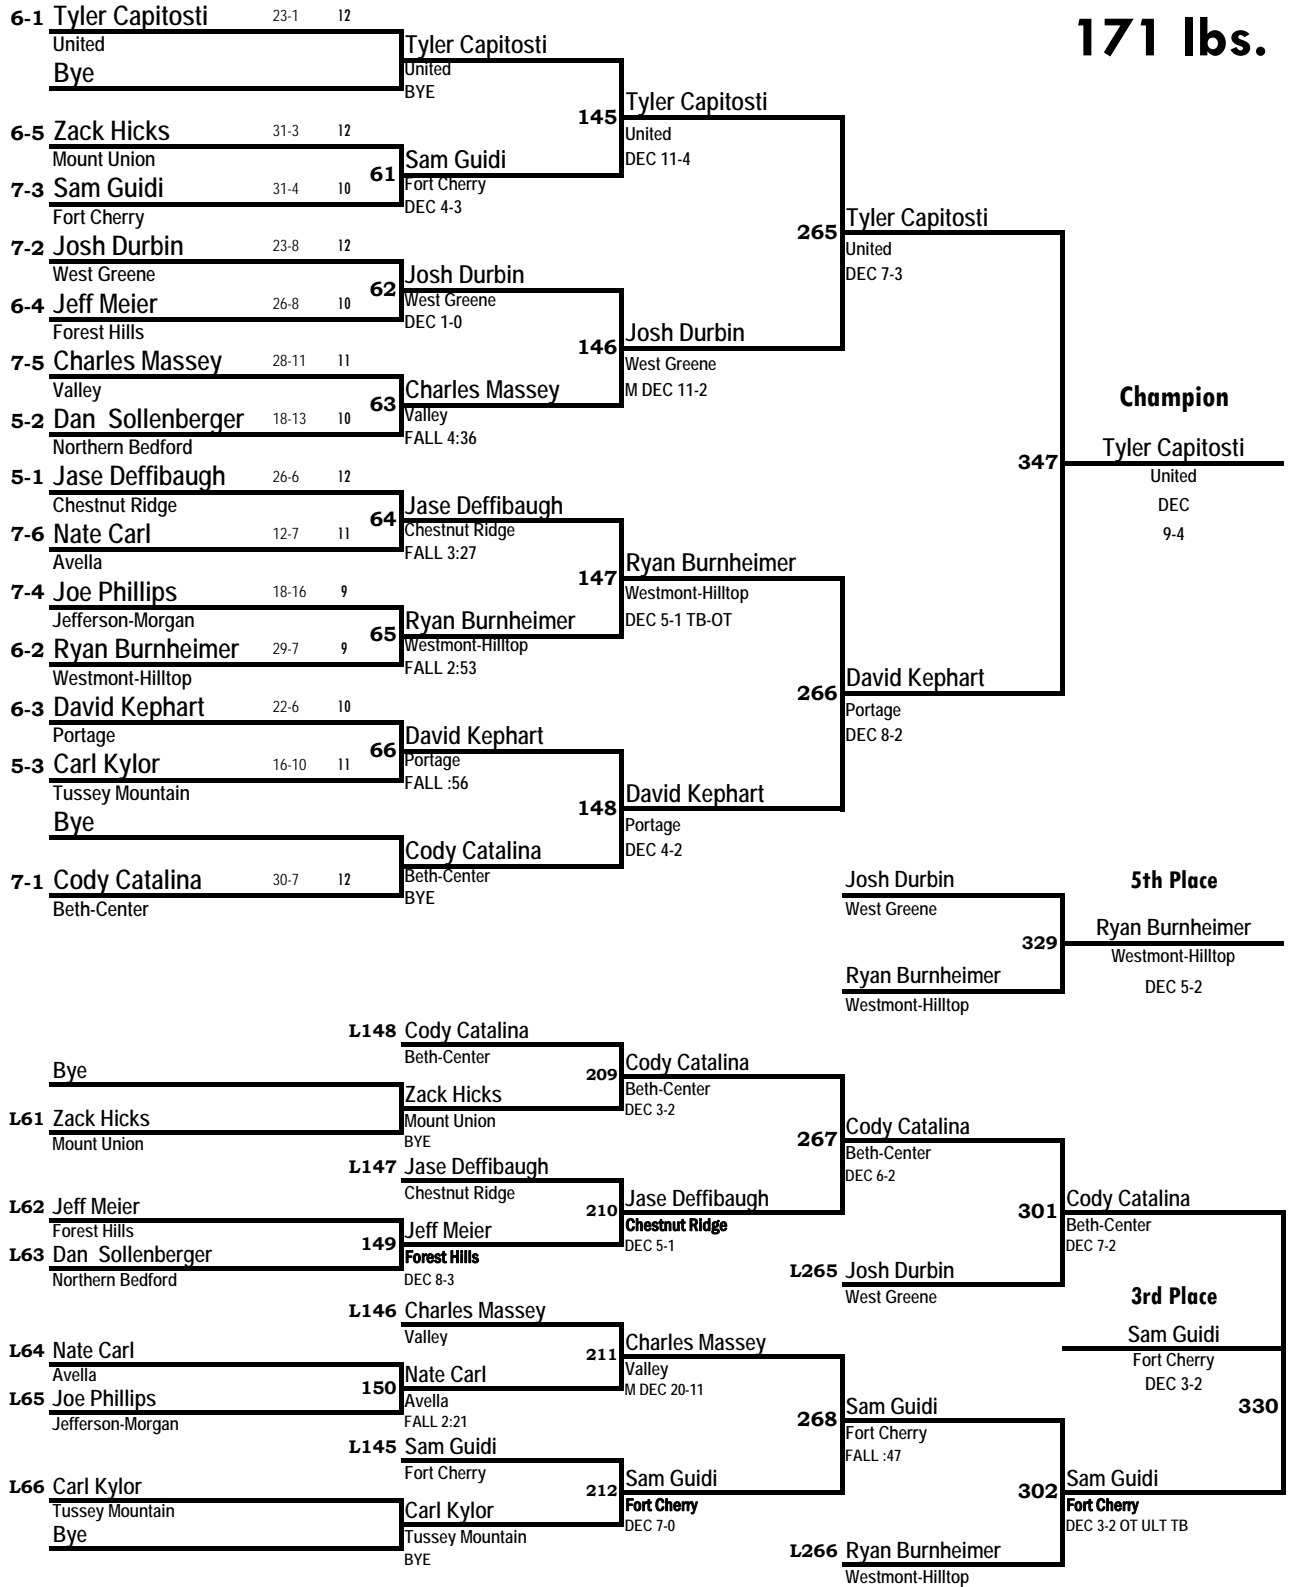 171 lbs.
6-1 Tyler Capitosti 23-1 12
United
Bye
Tyler Capitosti
United
BYE
6-5 Zack Hicks 31-3 12
Mount Union
7-3 Sam Guidi 31-4 10
Fort Cherry
61
Sam Guidi
Fort Cherry
DEC 4-3
145
Tyler Capitosti
United
DEC 11-4
7-2 Josh Durbin 23-8 12
West Greene
6-4 Jeff Meier 26-8 10
Forest Hills
62
Josh Durbin
West Greene
DEC 1-0
7-5 Charles Massey 28-11 11
Valley
5-2 Dan Sollenberger 18-13 10
Northern Bedford
63
Charles Massey
Valley
FALL 4:36
146
Josh Durbin
West Greene
M DEC 11-2
265
Tyler Capitosti
United
DEC 7-3
5-1 Jase Deffibaugh 26-6 12
Chestnut Ridge
7-6 Nate Carl 12-7 11
Avella
64
Jase Deffibaugh
Chestnut Ridge
FALL 3:27
7-4 Joe Phillips 18-16 9
Jefferson-Morgan
6-2 Ryan Burnheimer 29-7 9
Westmont-Hilltop
65
Ryan Burnheimer
Westmont-Hilltop
FALL 2:53
147
Ryan Burnheimer
Westmont-Hilltop
DEC 5-1 TB-OT
6-3 David Kephart 22-6 10
Portage
5-3 Carl Kylor 16-10 11
Tussey Mountain
66
David Kephart
Portage
FALL :56
Bye
7-1 Cody Catalina 30-7 12
Beth-Center
Cody Catalina
Beth-Center
BYE
148
David Kephart
Portage
DEC 4-2
266
David Kephart
Portage
DEC 8-2
347
Champion
Tyler Capitosti
United
DEC
9-4
Josh Durbin
West Greene
Ryan Burnheimer
Westmont-Hilltop
329
5th Place
Ryan Burnheimer
Westmont-Hilltop
DEC 5-2
L148 Cody Catalina
Beth-Center
Bye
L61 Zack Hicks
Mount Union
Zack Hicks
Mount Union
BYE
209
Cody Catalina
Beth-Center
DEC 3-2
L147 Jase Deffibaugh
Chestnut Ridge
L62 Jeff Meier
Forest Hills
L63 Dan Sollenberger
Northern Bedford
149
Jeff Meier
Forest Hills
DEC 8-3
210
Jase Deffibaugh
Chestnut Ridge
DEC 5-1
267
Cody Catalina
Beth-Center
DEC 6-2
L265 Josh Durbin
West Greene
301
Cody Catalina
Beth-Center
DEC 7-2
L146 Charles Massey
Valley
L64 Nate Carl
Avella
L65 Joe Phillips
Jefferson-Morgan
150
Nate Carl
Avella
FALL 2:21
211
Charles Massey
Valley
M DEC 20-11
L145 Sam Guidi
Fort Cherry
L66 Carl Kylor
Tussey Mountain
Bye
Carl Kylor
Tussey Mountain
BYE
212
Sam Guidi
Fort Cherry
DEC 7-0
268
Sam Guidi
Fort Cherry
FALL :47
L266 Ryan Burnheimer
Westmont-Hilltop
302
Sam Guidi
Fort Cherry
DEC 3-2 OT ULT TB
3rd Place
Sam Guidi
Fort Cherry
DEC 3-2
330